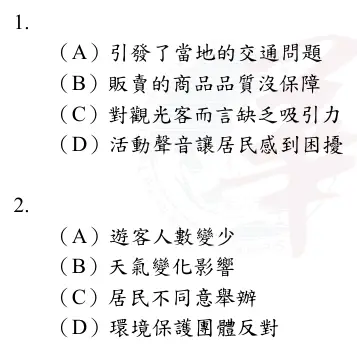 1.
（A）引發了當地的交通問題
（B）販賣的商品品質沒保障
（C）對觀光客而言缺乏吸引力
（D）活動聲音讓居民感到困擾
2.
（A）遊客人數變少
（B）天氣變化影響
（C）居民不同意舉辦
（D）環境保護團體反對